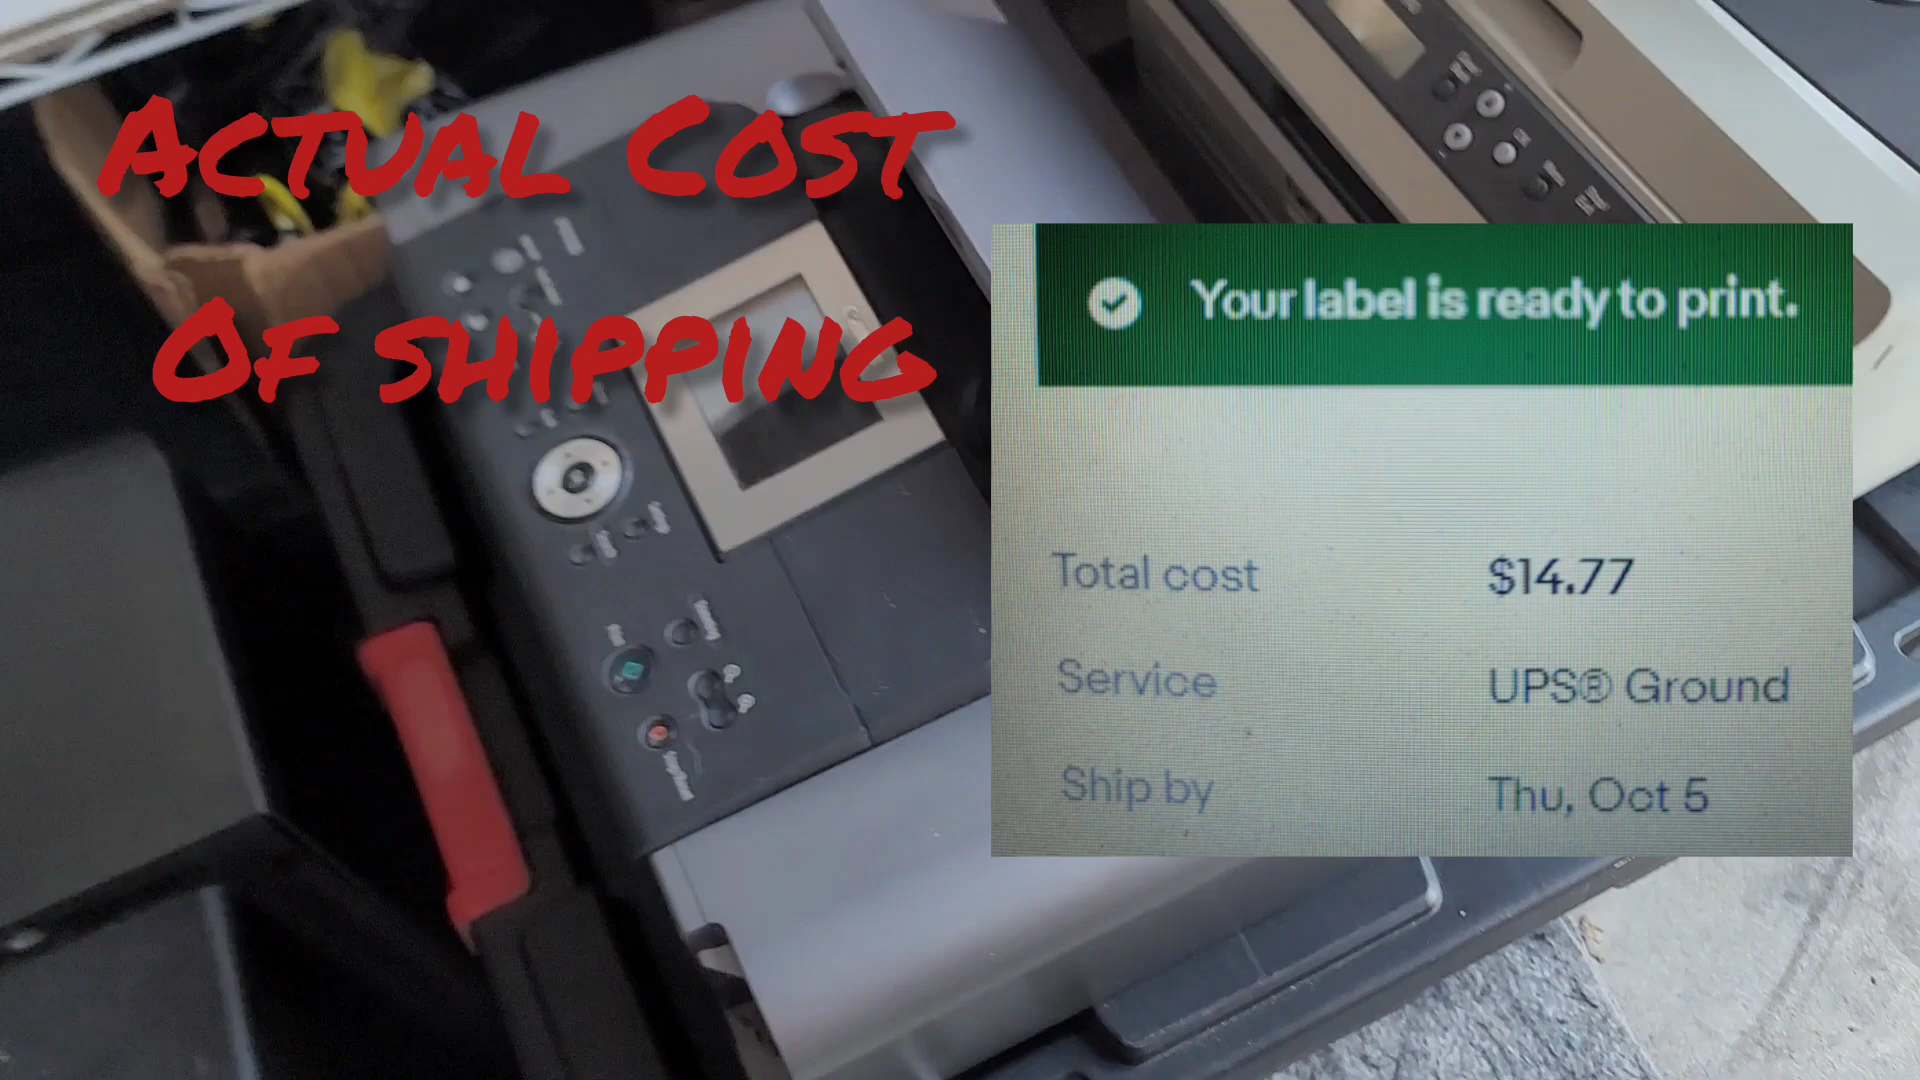 Actual Cost
Of shipping
Your label is ready to print.
Total cost $14.77
Service UPS® Ground
Ship by Thu, Oct 5